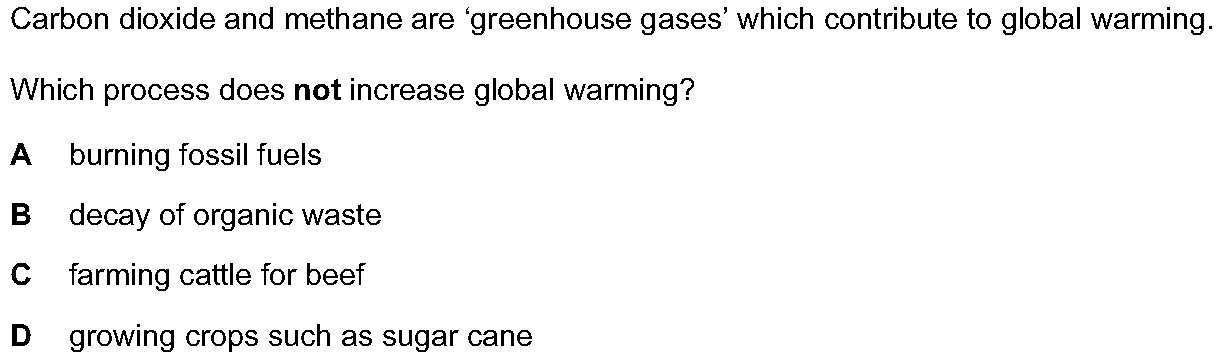 Carbon dioxide and methane are ‘greenhouse gases’ which contribute to global warming.
Which process does not increase global warming?
A burning fossil fuels
B decay of organic waste
C farming cattle for beef
D growing crops such as sugar cane